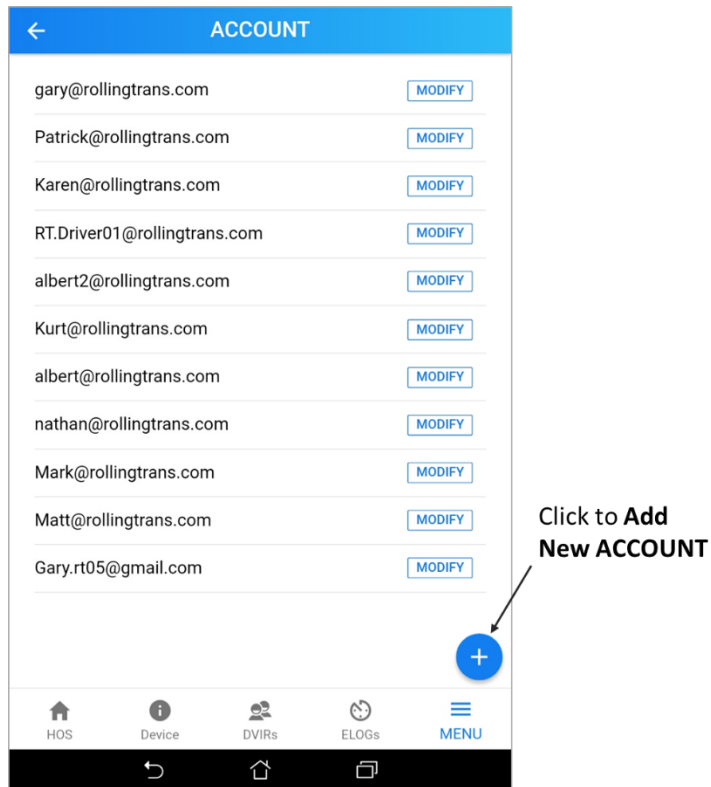 ACCOUNT
gary@rollingtrans.com MODIFY
Patrick@rollingtrans.com MODIFY
Karen@rollingtrans.com MODIFY
RT.Driver01@rollingtrans.com MODIFY
albert2@rollingtrans.com MODIFY
Kurt@rollingtrans.com MODIFY
albert@rollingtrans.com MODIFY
nathan@rollingtrans.com MODIFY
Mark@rollingtrans.com MODIFY
Matt@rollingtrans.com MODIFY
Gary.rt05@gmail.com MODIFY
Click to Add
New ACCOUNT
HOS Device DVIRs ELOGs MENU